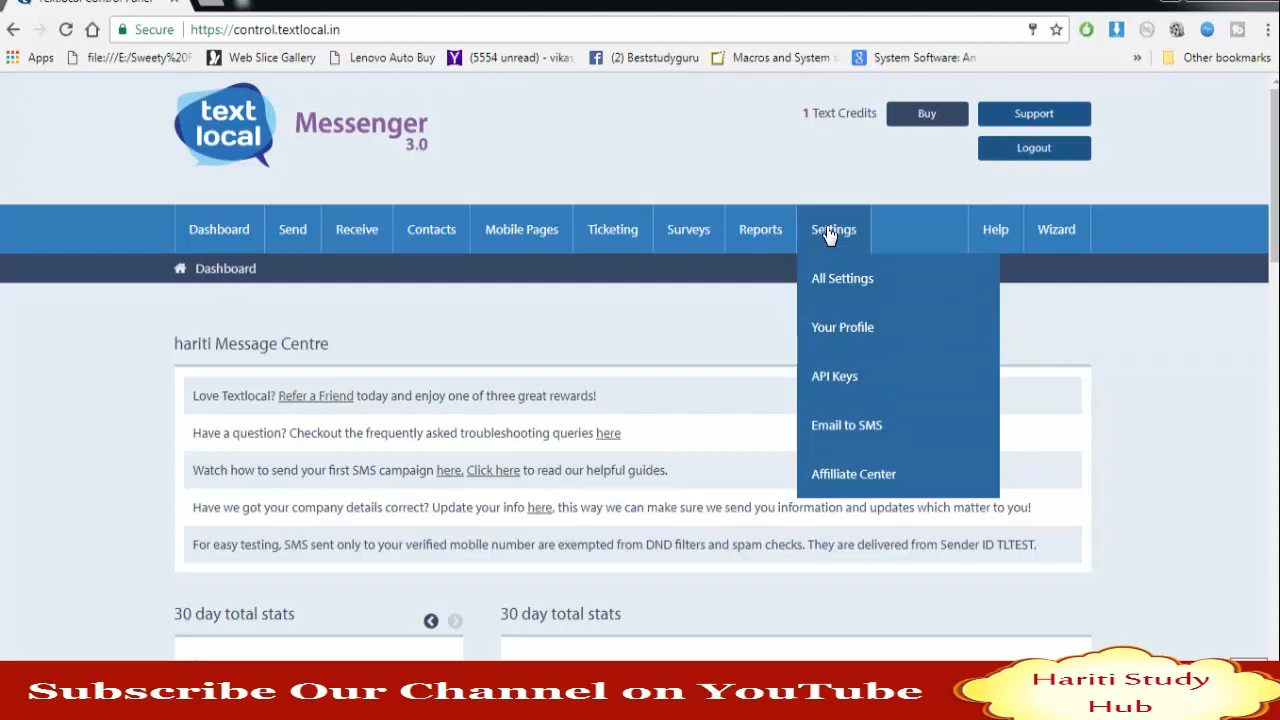 Secure
https://control.textlocal.in
Apps
file:///E:/Sweety%20F
Web Slice Gallery
Lenovo Auto Buy
(5554 unread) - vikas
(2) Beststudyguru
Macros and System
System Software: An
»
Other bookmarks
text
local
Messenger
3.0
1 Text Credits
Buy
Support
Logout
Dashboard
Send
Receive
Contacts
Mobile Pages
Ticketing
Surveys
Reports
Settings
Help
Wizard
Dashboard
All Settings
Your Profile
API Keys
Email to SMS
Affilliate Center
hariti Message Centre
Love Textlocal? Refer a Friend today and enjoy one of three great rewards!
Have a question? Checkout the frequently asked troubleshooting queries here
Watch how to send your first SMS campaign here. Click here to read our helpful guides.
Have we got your company details correct? Update your info here, this way we can make sure we send you information and updates which matter to you!
For easy testing, SMS sent only to your verified mobile number are exempted from DND filters and spam checks. They are delivered from Sender ID TLTEST.
30 day total stats
30 day total stats
Subscribe Our Channel on YouTube
Hariti Study
Hub